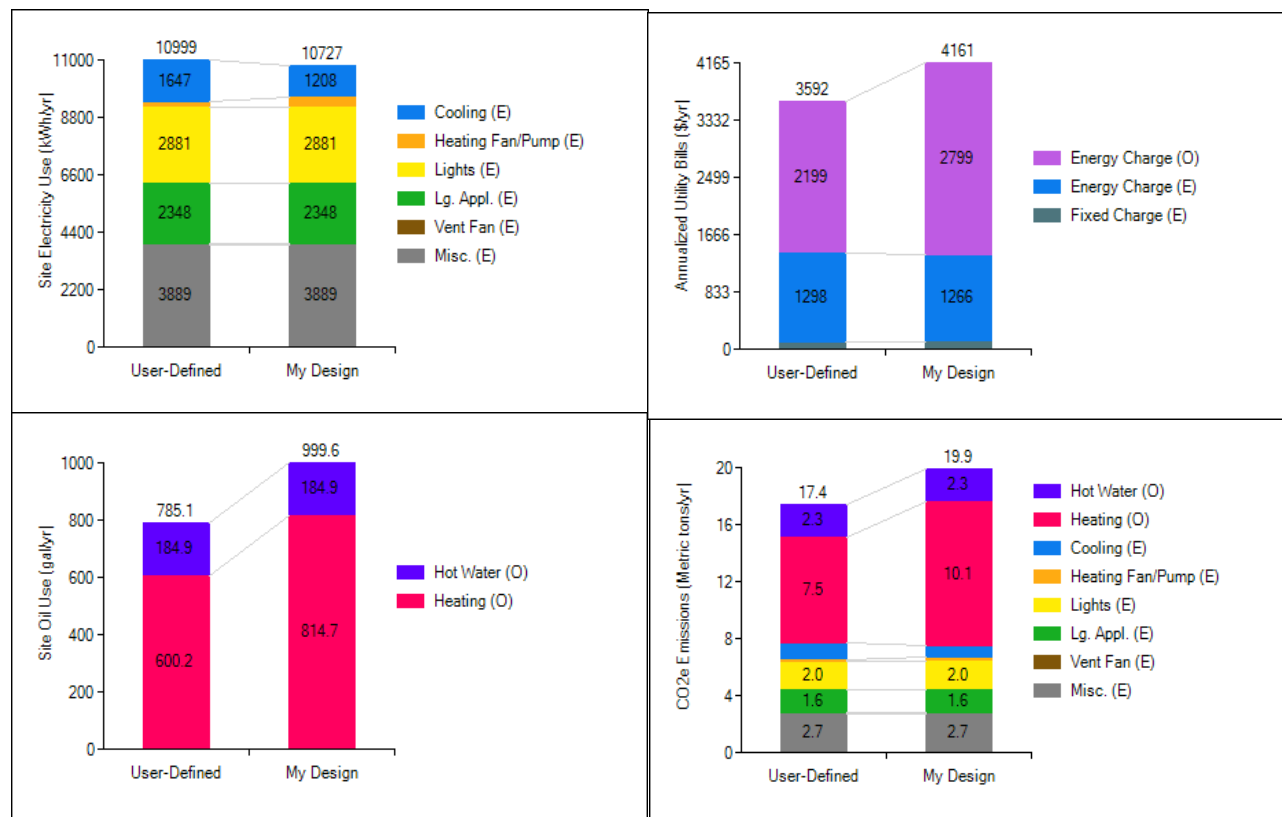 10999
10727
11000
8800
6600
4400
2200
0
Site Electricity Use (kWh/yr)
1647
1208
2881
2881
2348
2348
3889
3889
User-Defined
My Design
Cooling (E)
Heating Fan/Pump (E)
Lights (E)
Lg. Appl. (E)
Vent Fan (E)
Misc. (E)
4161
3592
4165
3332
2499
1666
833
0
Annualized Utility Bills ($/yr)
2199
2799
1298
1266
User-Defined
My Design
Energy Charge (O)
Energy Charge (E)
Fixed Charge (E)
999.6
785.1
1000
800
600
400
200
0
Site Oil Use (gal/yr)
184.9
184.9
600.2
814.7
User-Defined
My Design
Hot Water (O)
Heating (O)
19.9
17.4
20
16
12
8
4
0
CO2e Emissions (Metric tons/yr)
2.3
2.3
7.5
10.1
2.0
2.0
1.6
1.6
2.7
2.7
User-Defined
My Design
Hot Water (O)
Heating (O)
Cooling (E)
Heating Fan/Pump (E)
Lights (E)
Lg. Appl. (E)
Vent Fan (E)
Misc. (E)